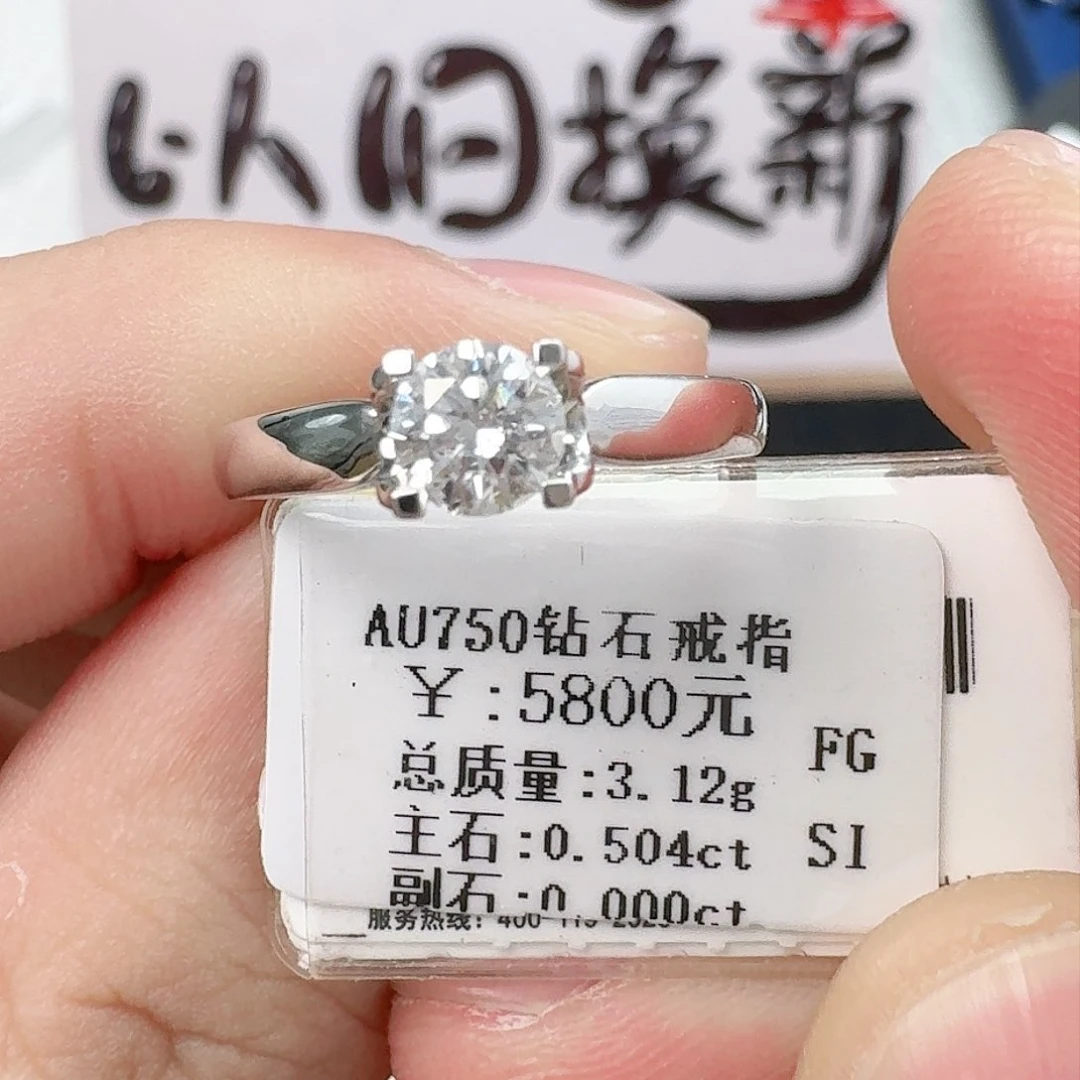 以旧换新
AU750钻石戒指
￥:5800元
FG
总质量:3.12g
主石:0.504ct
SI
副石:0.000ct
服务热线: 400-